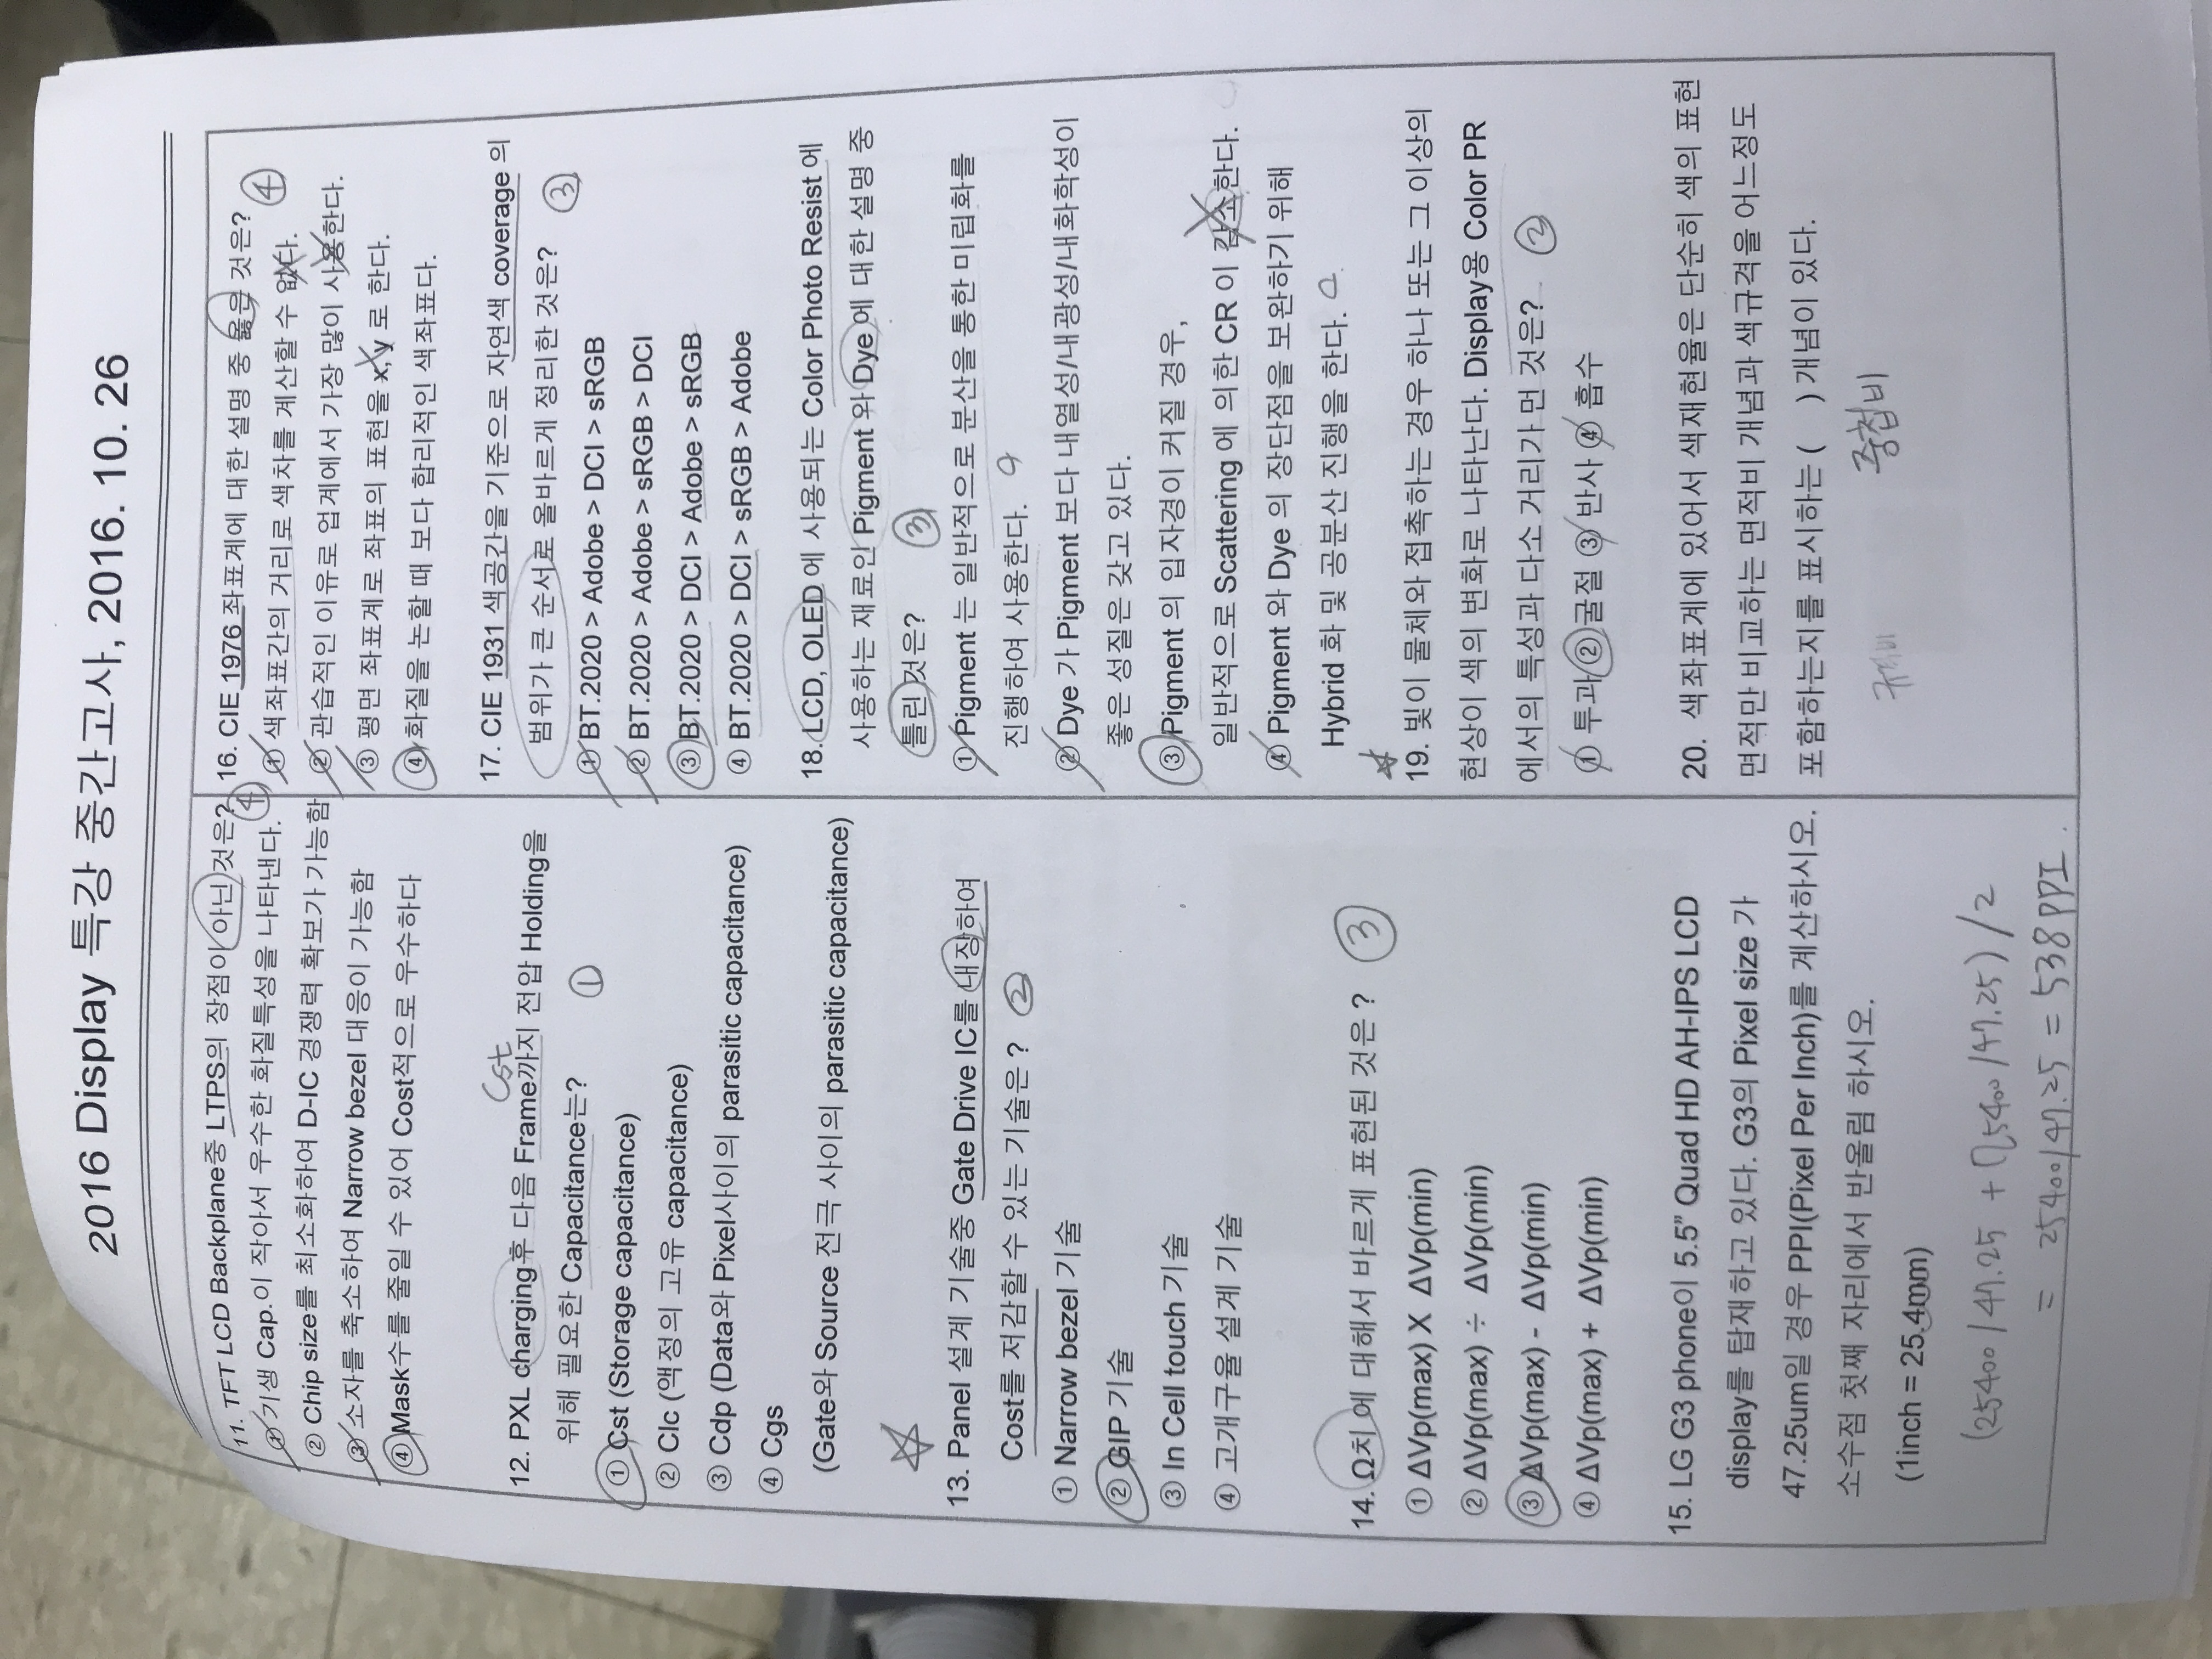 2016 Display 특강 중간고사, 2016. 10. 26
11. TFT LCD Backplane중 LTPS의 장점이 아닌 것은?
④
① 기생 Cap.이 작아서 우수한 화질특성을 나타낸다.
② Chip size를 최소화하여 D-IC 경쟁력 확보가 가능함
③ 소자를 축소하여 Narrow bezel 대응이 가능함
④ Mask수를 줄일 수 있어 Cost적으로 우수하다
Cst
12. PXL charging후 다음 Frame까지 전압 Holding을
위해 필요한 Capacitance는? ①
① Cst (Storage capacitance)
② Clc (액정의 고유 capacitance)
③ Cdp (Data와 Pixel사이의 parasitic capacitance)
④ Cgs
(Gate와 Source 전극 사이의 parasitic capacitance)
☆
13. Panel 설계 기술중 Gate Drive IC를 내장하여
Cost를 저감할 수 있는 기술은 ? ②
① Narrow bezel 기술
② GIP 기술
③ In Cell touch 기술
④ 고개구율 설계 기술
14. Ω치 에 대해서 바르게 표현된 것은 ? ③
① ΔVp(max) X ΔVp(min)
② ΔVp(max) ÷ ΔVp(min)
③ ΔVp(max) - ΔVp(min)
④ ΔVp(max) + ΔVp(min)
15. LG G3 phone이 5.5” Quad HD AH-IPS LCD
display를 탑재하고 있다. G3의 Pixel size 가
47.25um일 경우 PPI(Pixel Per Inch)를 계산하시오.
소수점 첫째 자리에서 반올림 하시오.
(1inch = 25.4mm)
(25400/47.25 + (25400/47.25)/2
= 25400/47.25 = 538PPI.
16. CIE 1976 좌표계에 대한 설명 중 옳은 것은?
④
① 색좌표간의 거리로 색차를 계산할 수 없다.
② 관습적인 이유로 업계에서 가장 많이 사용한다.
③ 평면 좌표계로 좌표의 표현을 x, y 로 한다.
④ 화질을 논할 때 보다 합리적인 색좌표다.
17. CIE 1931 색공간을 기준으로 자연색 coverage 의
범위가 큰 순서로 올바르게 정리한 것은? ③
① BT.2020 > Adobe > DCI > sRGB
② BT.2020 > Adobe > sRGB > DCI
③ BT.2020 > DCI > Adobe > sRGB
④ BT.2020 > DCI > sRGB > Adobe
18. LCD, OLED 에 사용되는 Color Photo Resist 에
사용하는 재료인 Pigment 와 Dye 에 대한 설명 중
틀린 것은? ③
① Pigment 는 일반적으로 분산을 통한 미립화를
진행하여 사용한다.
② Dye 가 Pigment 보다 내열성/내광성/내화학성이
좋은 성질은 갖고 있다.
③ Pigment 의 입자경이 커질 경우,
일반적으로 Scattering 에 의한 CR 이 감소한다.
④ Pigment 와 Dye 의 장단점을 보완하기 위해
Hybrid 화 및 공분산 진행을 한다.
☆
19. 빛이 물체와 접촉하는 경우 하나 또는 그 이상의
현상이 색의 변화로 나타난다. Display용 Color PR
에서의 특성과 다소 거리가 먼 것은? ②
① 투과 ② 굴절 ③ 반사 ④ 흡수
20. 색좌표계에 있어서 색재현율은 단순히 색의 표현
면적만 비교하는 면적비 개념과 색규격을 어느정도
포함하는지를 표시하는 ( ) 개념이 있다.
규격비 중첩비